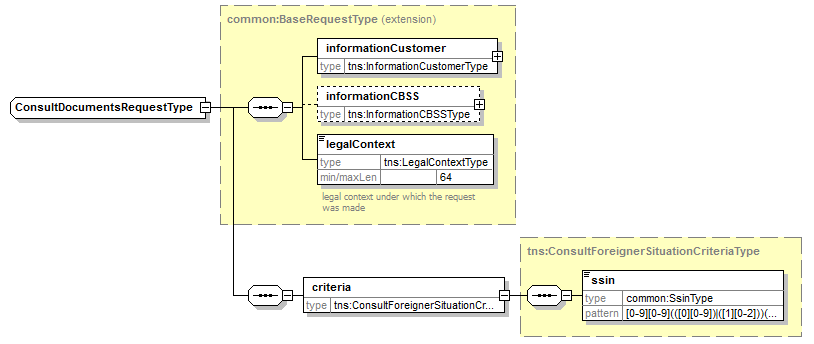 common:BaseRequestType (extension)
informationCustomer
type tns:InformationCustomerType
ConsultDocumentsRequestType
informationCBSS
type tns:InformationCBSSType
legalContext
type tns:LegalContextType
min/maxLen 64
legal context under which the request
was made
tns:ConsultForeignerSituationCriteriaType
criteria
type tns:ConsultForeignerSituationCr...
ssin
type common:SsinType
pattern [0-9][0-9](([0][0-9])|([1][0-2]))(...